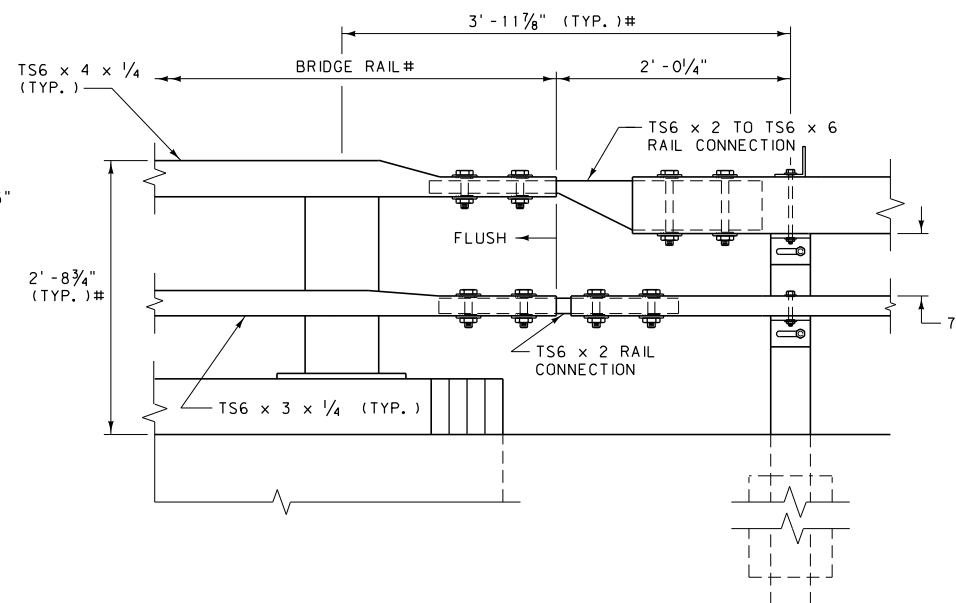 3'-11⅞" (TYP.)#
TS6 x 4 x ¼
(TYP.)
BRIDGE RAIL#
2'-0¼"
TS6 x 2 TO TS6 x 6
RAIL CONNECTION
FLUSH
2'-8¾"
(TYP.)#
7
TS6 x 2 RAIL
CONNECTION
TS6 x 3 x ¼ (TYP.)